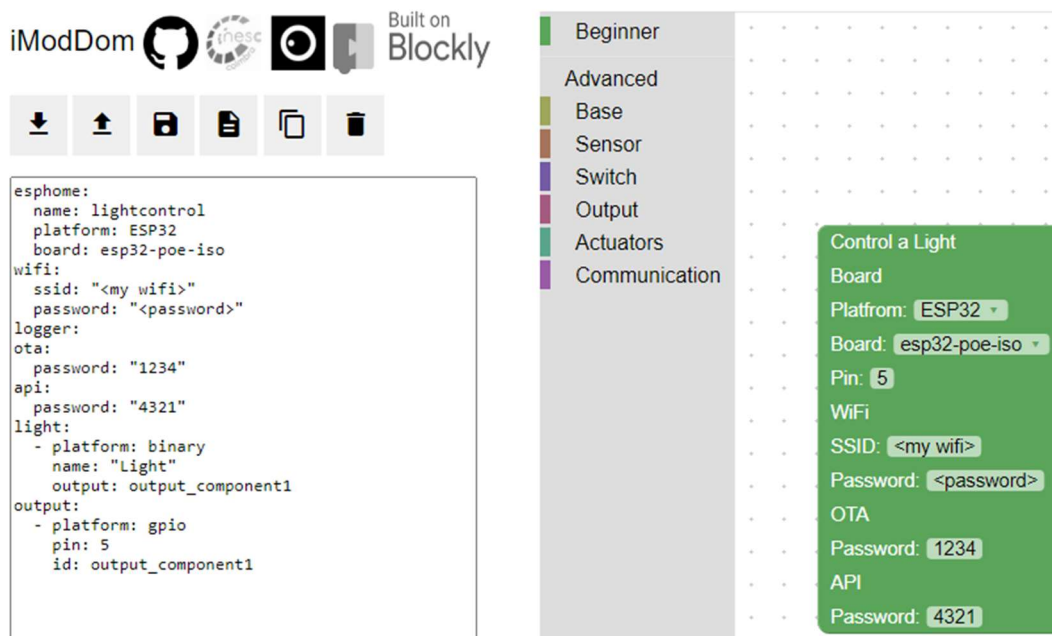 iModDom
inesc
coimbra
Built on
Blockly
esphome:
  name: lightcontrol
  platform: ESP32
  board: esp32-poe-iso
wifi:
  ssid: "<my wifi>"
  password: "<password>"
logger:
ota:
  password: "1234"
api:
  password: "4321"
light:
  - platform: binary
    name: "Light"
    output: output_component1
output:
  - platform: gpio
    pin: 5
    id: output_component1
Beginner
Advanced
Base
Sensor
Switch
Output
Actuators
Communication
Control a Light
Board
Platfrom: ESP32
Board: esp32-poe-iso
Pin: 5
WiFi
SSID: <my wifi>
Password: <password>
OTA
Password: 1234
API
Password: 4321